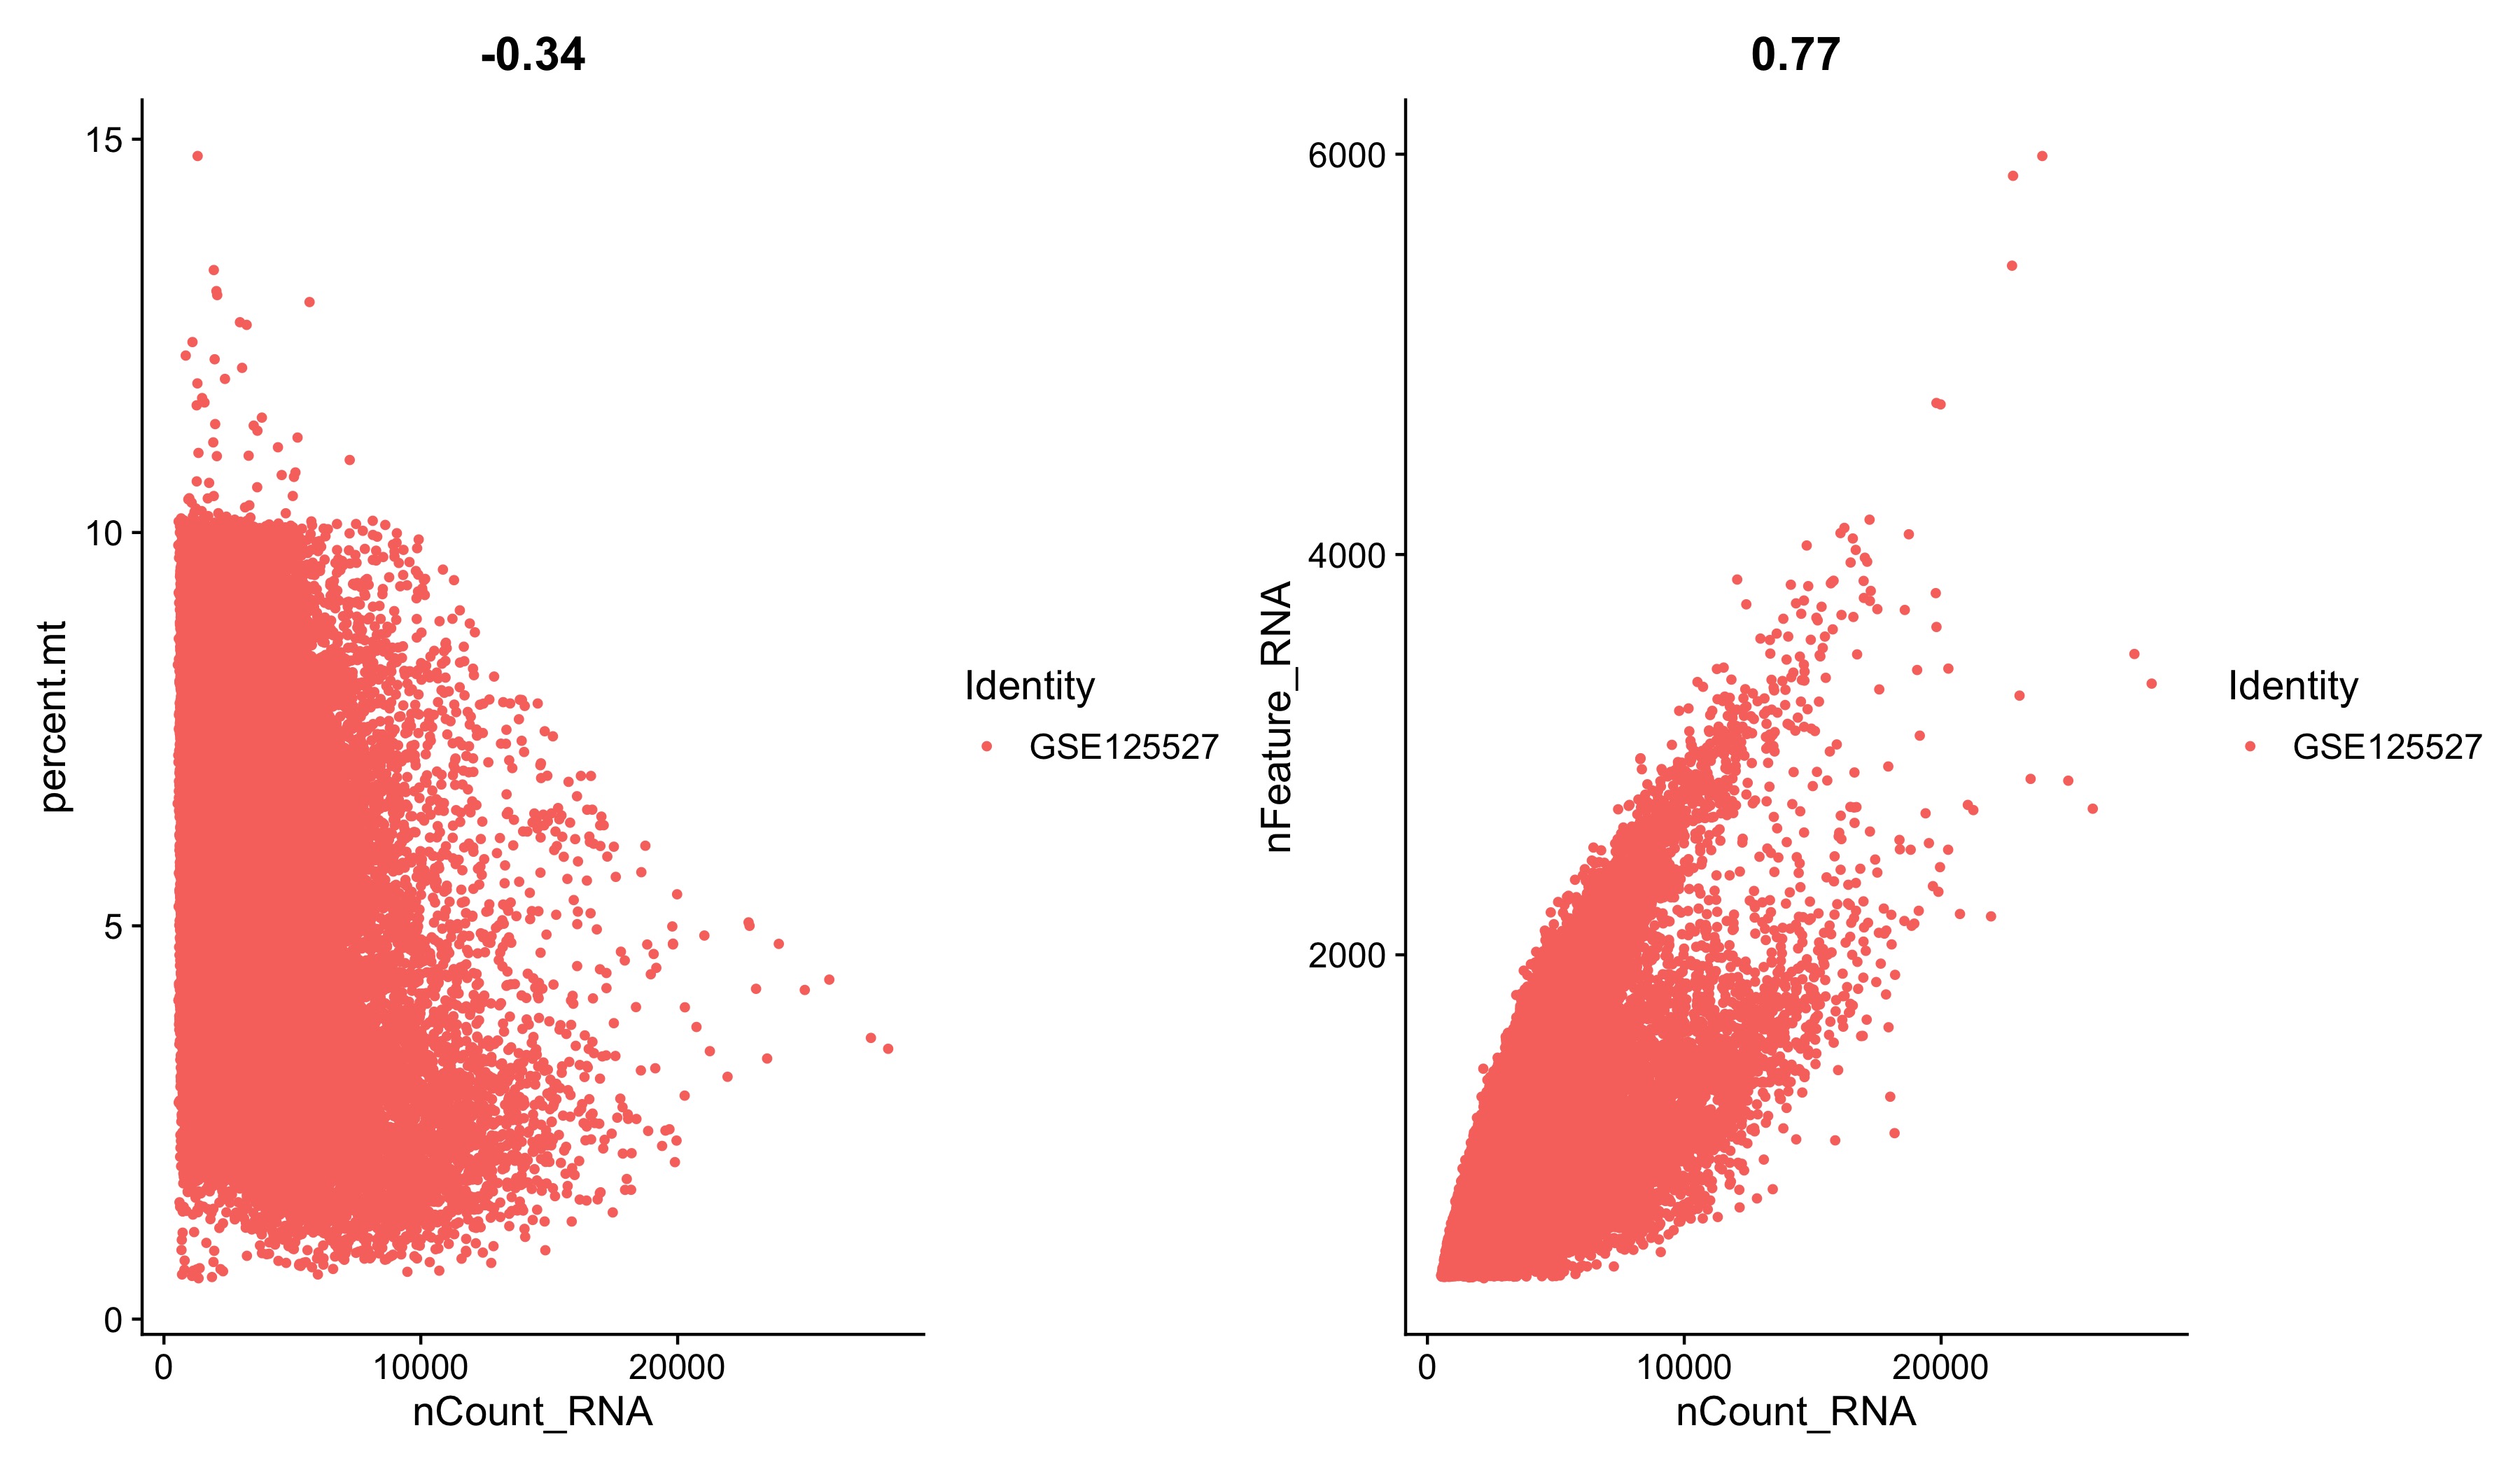 -0.34
15
10
5
0
percent.mt
0 10000 20000
nCount_RNA
Identity
GSE125527
0.77
6000
4000
2000
nFeature_RNA
0 10000 20000
nCount_RNA
Identity
GSE125527